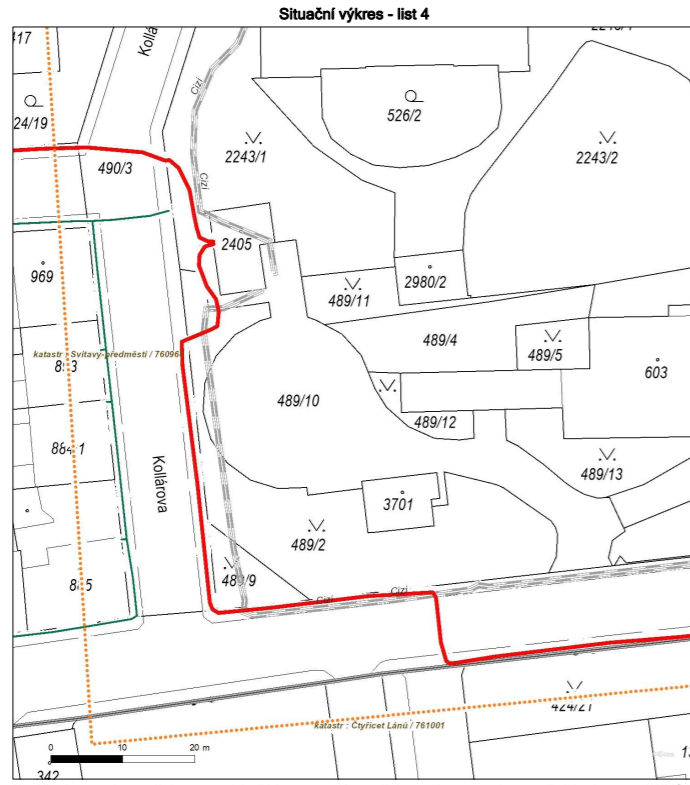 Situační výkres - list 4
417
Kollá
Cizí
24/19
526/2
2243/1
2243/2
490/3
Cizí
2405
969
2980/2
489/11
489/4
489/5
katastr : Svitavy-předměstí / 76096
603
489/10
489/12
884/1
Kollárova
489/13
3701
489/2
489/9
885
Cizí
Cizí
424/21
katastr : Čtyřicet Lánů / 761001
0 10 20 m
342